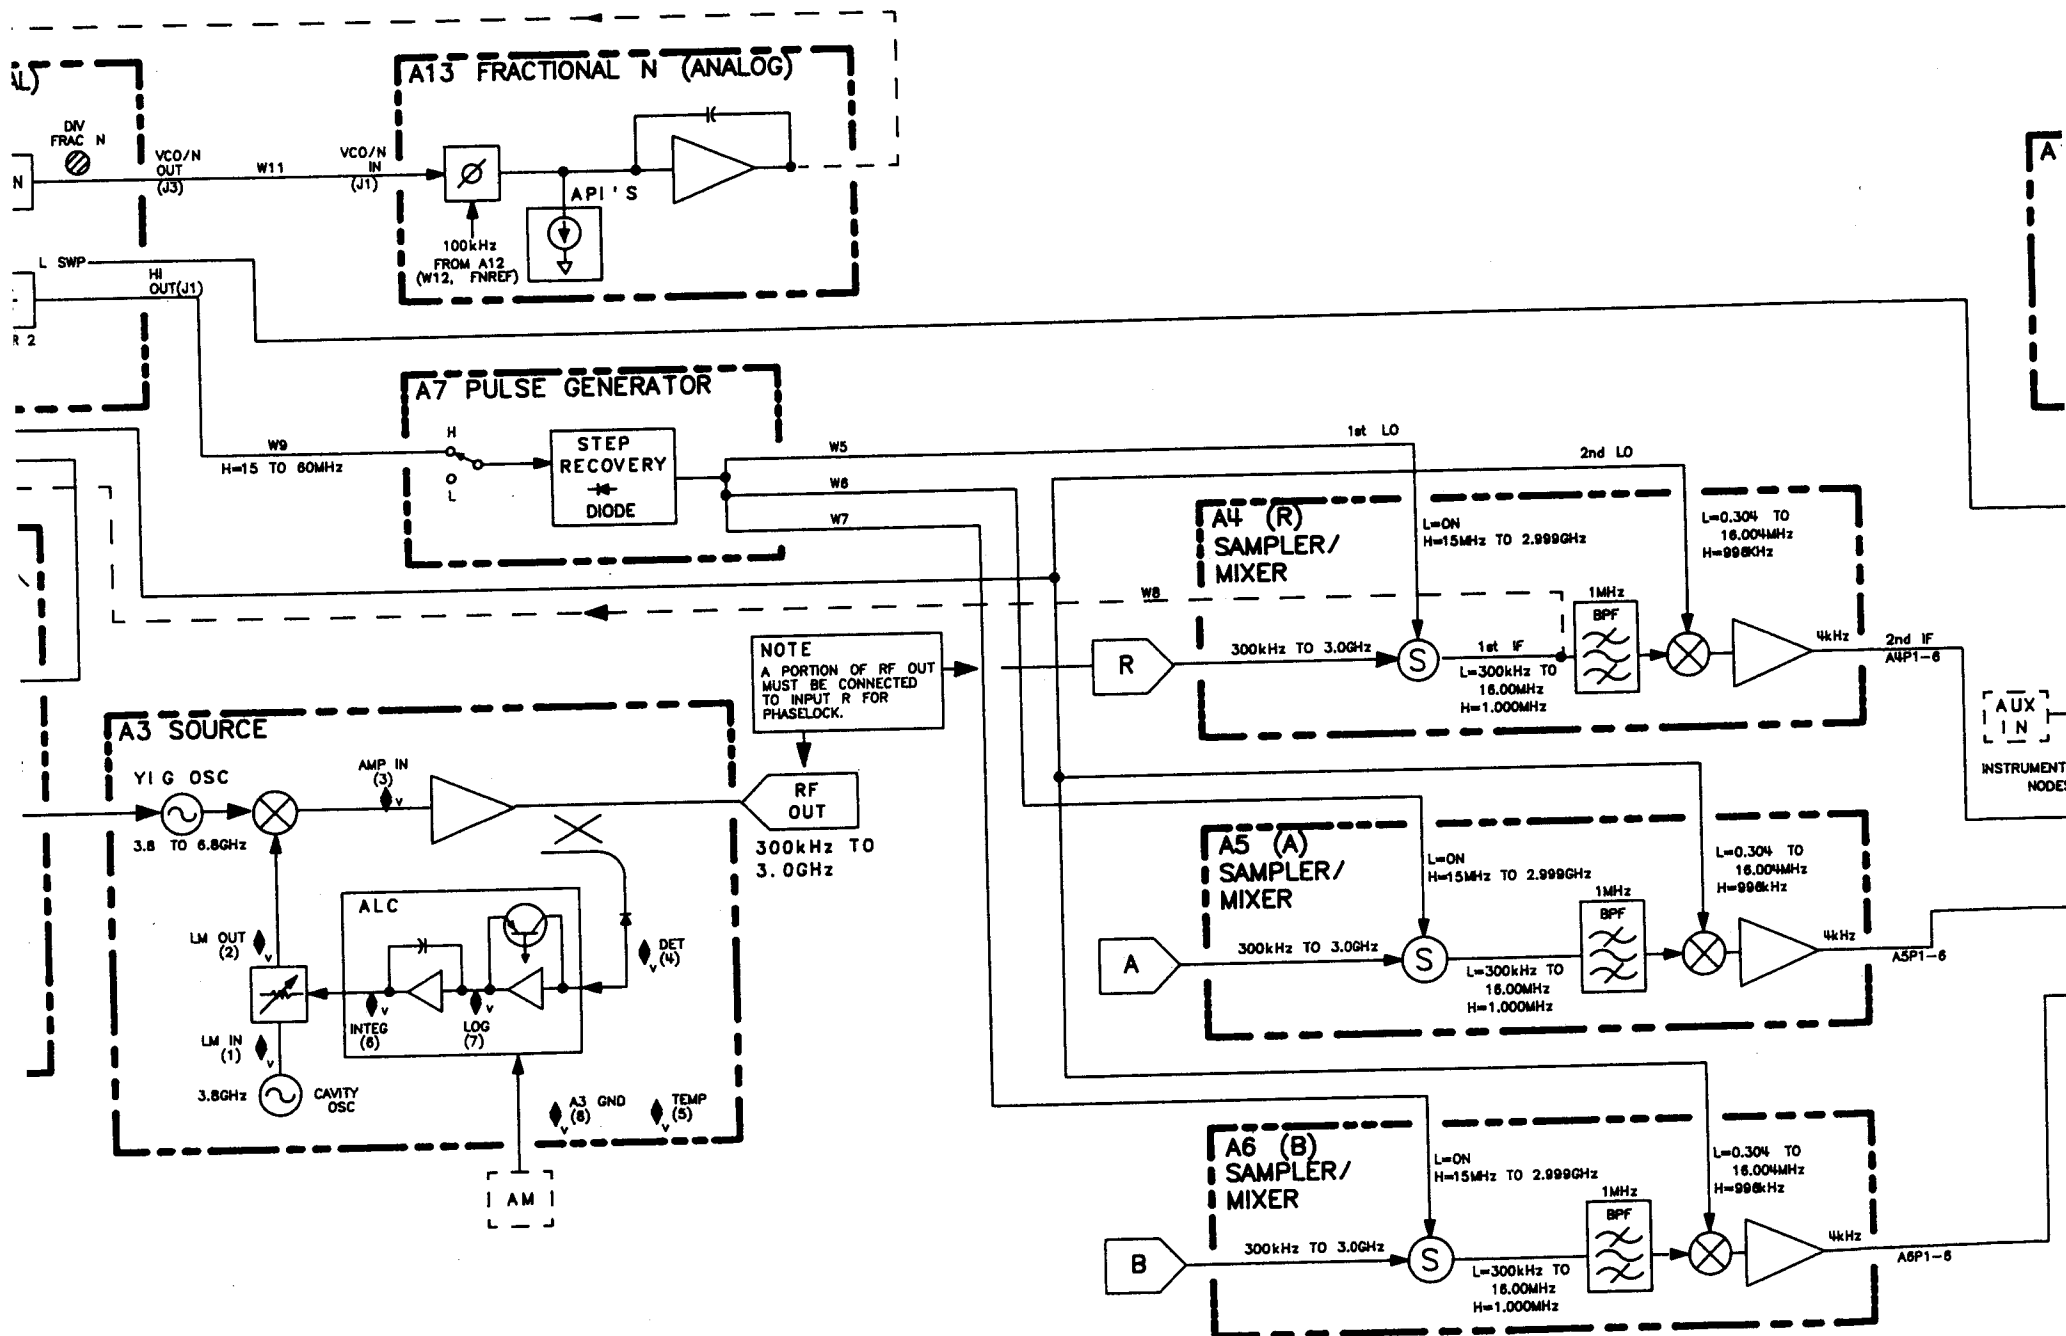 AL)
DIV
FRAC N
N
VCO/N
OUT
(J3)
W11
VCO/N
IN
(J1)
A13 FRACTIONAL N (ANALOG)
Ø
API'S
100kHz
FROM A12
(W12, FNREF)
L SWP
HI
OUT(J1)
R 2
A7 PULSE GENERATOR
W9
H=15 TO 60MHz
H
L
STEP
RECOVERY
DIODE
W5
W6
W7
1st LO
2nd LO
W8
A
NOTE
A PORTION OF RF OUT
MUST BE CONNECTED
TO INPUT R FOR
PHASELOCK.
A4 (R)
SAMPLER/
MIXER
L=ON
H=15MHz TO 2.999GHz
L=0.304 TO
16.004MHz
H=996KHz
R
300kHz TO 3.0GHz
S
1st IF
L=300kHz TO
16.00MHz
H=1.000MHz
1MHz
BPF
4kHz
2nd IF
A4P1-6
AUX
IN
INSTRUMENT
NODES
A3 SOURCE
YIG OSC
3.8 TO 6.8GHz
AMP IN
(3)
V
RF
OUT
300kHz TO
3.0GHz
LM OUT
(2)
V
ALC
DET
(4)
V
INTEG
(6)
V
LOG
(7)
V
LM IN
(1)
V
3.8GHz
CAVITY
OSC
A3 GND
(8)
V
TEMP
(5)
V
AM
A5 (A)
SAMPLER/
MIXER
L=ON
H=15MHz TO 2.999GHz
L=0.304 TO
16.004MHz
H=996kHz
A
300kHz TO 3.0GHz
S
L=300kHz TO
16.00MHz
H=1.000MHz
1MHz
BPF
4kHz
A5P1-6
A6 (B)
SAMPLER/
MIXER
L=ON
H=15MHz TO 2.999GHz
L=0.304 TO
16.004MHz
H=996kHz
B
300kHz TO 3.0GHz
S
L=300kHz TO
16.00MHz
H=1.000MHz
1MHz
BPF
4kHz
A6P1-6